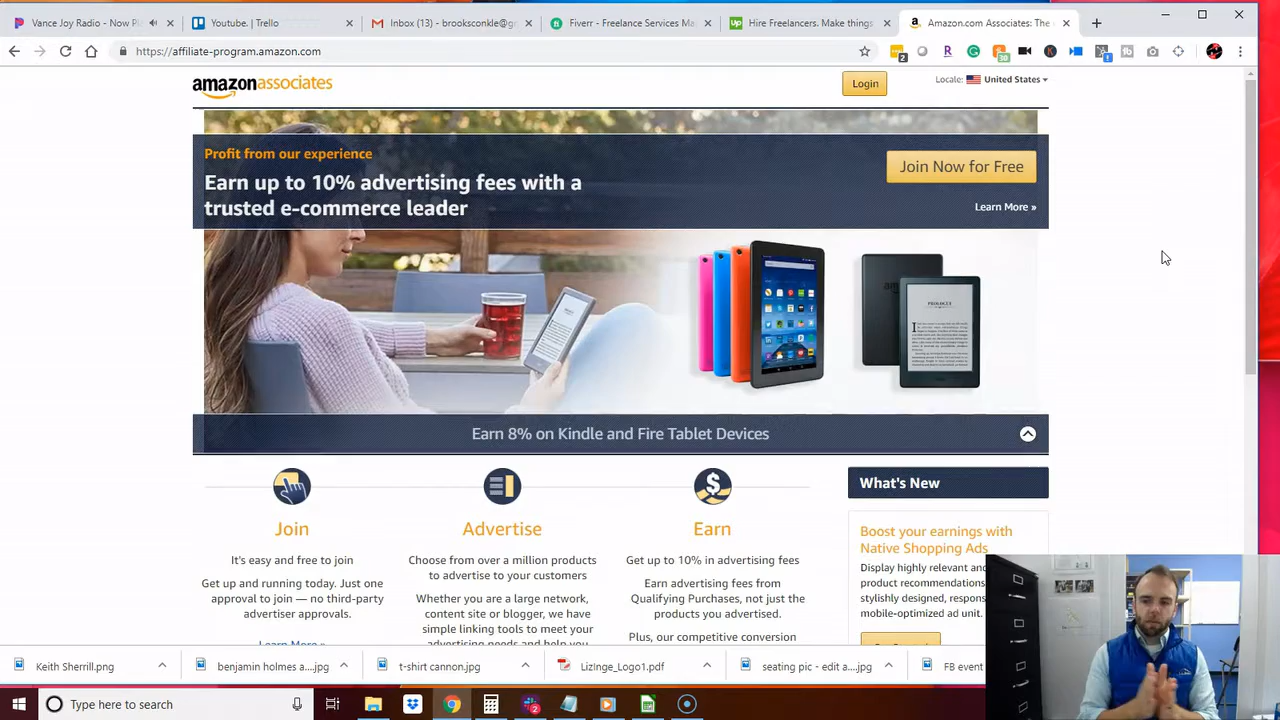 Vance Joy Radio - Now P
Youtube. | Trello
Inbox (13) - brooksconkle@g
Fiverr - Freelance Services Ma
Hire Freelancers. Make things
Amazon.com Associates: The
https://affiliate-program.amazon.com
2
30
amazonassociates
Login
Locale:
United States
Profit from our experience
Join Now for Free
Earn up to 10% advertising fees with a
trusted e-commerce leader
Learn More »
PROLOGUE
Earn 8% on Kindle and Fire Tablet Devices
What's New
Join
Advertise
Earn
Boost your earnings with
Native Shopping Ads
It's easy and free to join
Get up and running today. Just one
approval to join — no third-party
advertiser approvals.
Learn More »
Choose from over a million products
to advertise to your customers
Whether you are a large network,
content site or blogger, we have
simple linking tools to meet your
advertising needs and help you
Get up to 10% in advertising fees
Earn advertising fees from
Qualifying Purchases, not just the
products you advertised.
Plus, our competitive conversion
Display highly relevant and
product recommendations
stylishly designed, respon
mobile-optimized ad unit.
Keith Sherrill.png
benjamin holmes a....jpg
t-shirt cannon.jpg
LizInge_Logo1.pdf
seating pic - edit a....jpg
FB event
Type here to search
2